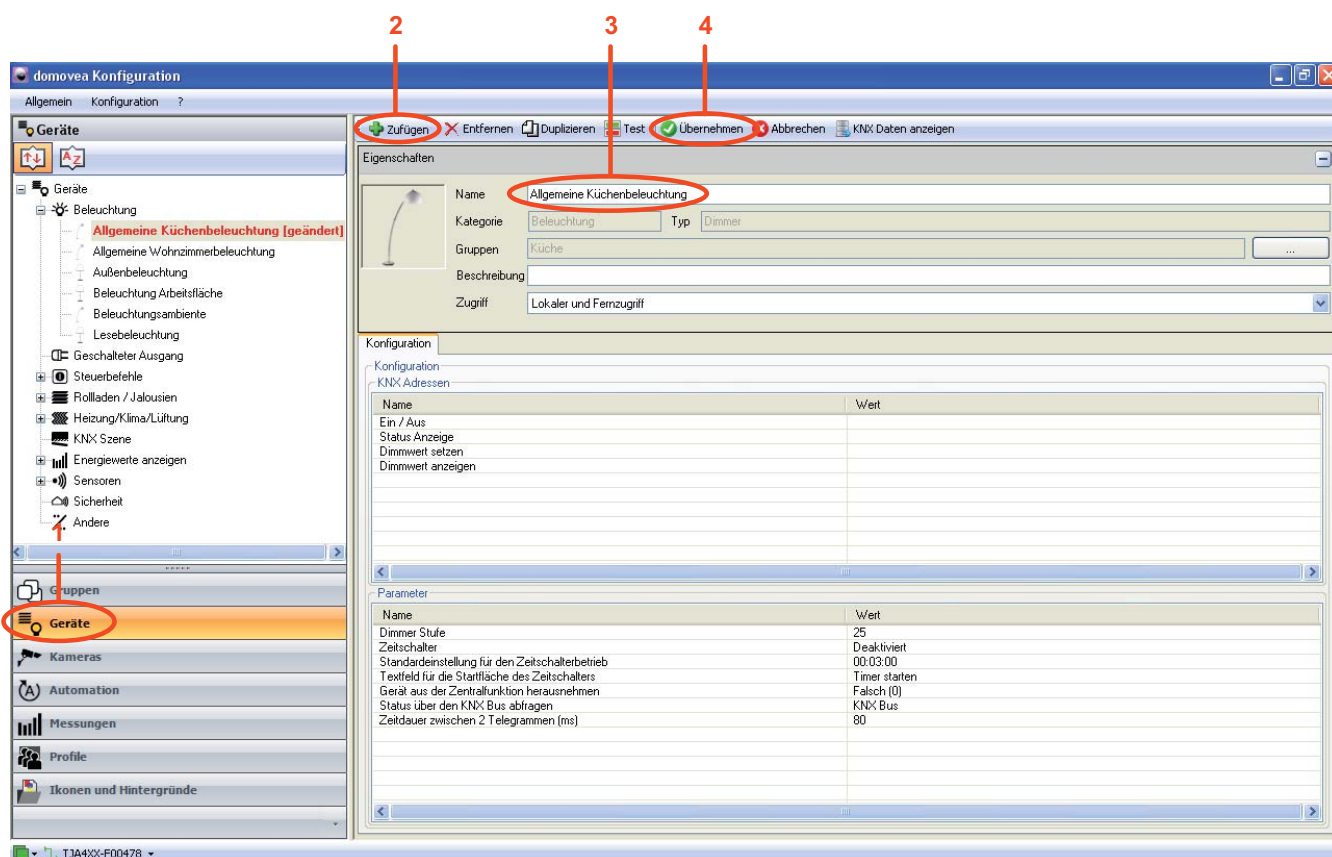 2 3 4
domovea Konfiguration
Allgemein Konfiguration ?
Geräte
Zufügen Entfernen Duplizieren Test Übernehmen Abbrechen KNX Daten anzeigen
Eigenschaften
Name Allgemeine Küchenbeleuchtung
Kategorie Beleuchtung Typ Dimmer
Gruppen Küche ...
Beschreibung
Zugriff Lokaler und Fernzugriff
Geräte
Beleuchtung
Allgemeine Küchenbeleuchtung [geändert]
Allgemeine Wohnzimmerbeleuchtung
Außenbeleuchtung
Beleuchtung Arbeitsfläche
Beleuchtungsambiente
Lesebeleuchtung
Geschalteter Ausgang
Steuerbefehle
Rollladen / Jalousien
Heizung/Klima/Lüftung
KNX Szene
Energiewerte anzeigen
Sensoren
Sicherheit
Andere
1
Gruppen
Geräte
Kameras
Automation
Messungen
Profile
Ikonen und Hintergründe
TJA4XX-F00478
Konfiguration
Konfiguration
KNX Adressen
Name Wert
Ein / Aus
Status Anzeige
Dimmwert setzen
Dimmwert anzeigen
Parameter
Name Wert
Dimmer Stufe 25
Zeitschalter Deaktiviert
Standardeinstellung für den Zeitschalterbetrieb 00:03:00
Textfeld für die Startfläche des Zeitschalters Timer starten
Gerät aus der Zentralfunktion herausnehmen Falsch (0)
Status über den KNX Bus abfragen KNX Bus
Zeitdauer zwischen 2 Telegrammen (ms) 80